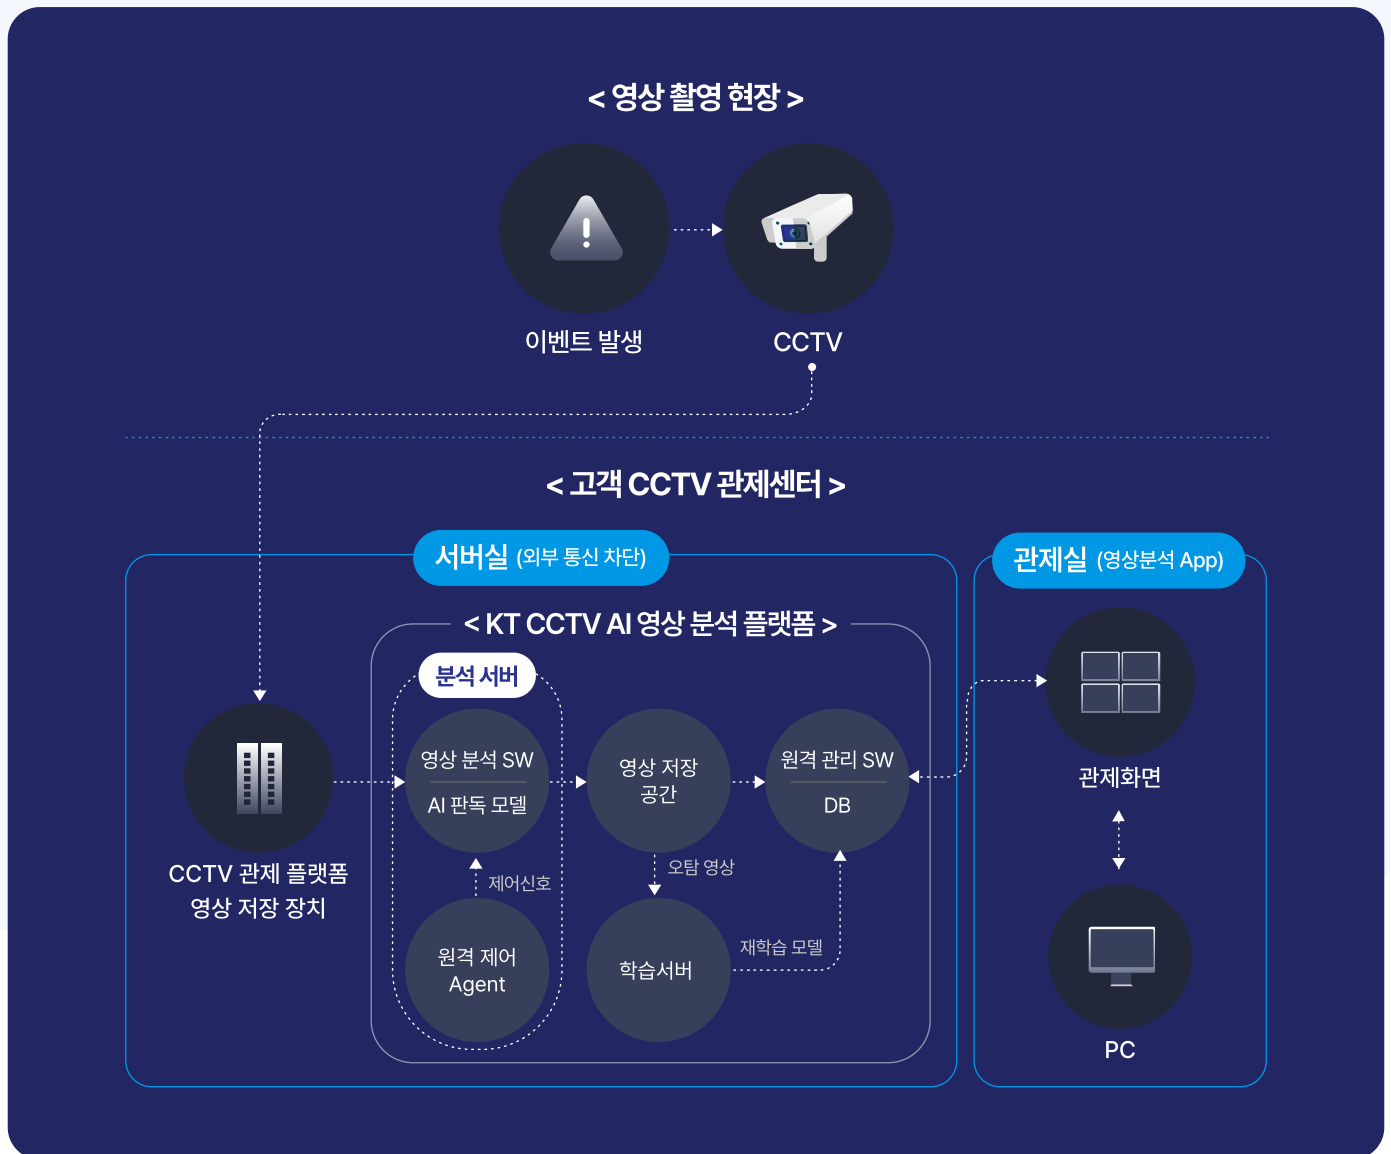 < 영상 촬영 현장 >
이벤트 발생
CCTV
< 고객 CCTV 관제센터 >
서버실 (외부 통신 차단)
관제실 (영상분석 App)
< KT CCTV AI 영상 분석 플랫폼 >
분석 서버
영상 분석 SW
AI 판독 모델
영상 저장
공간
원격 관리 SW
DB
관제화면
CCTV 관제 플랫폼
영상 저장 장치
제어신호
오탐 영상
원격 제어
Agent
학습서버
재학습 모델
PC